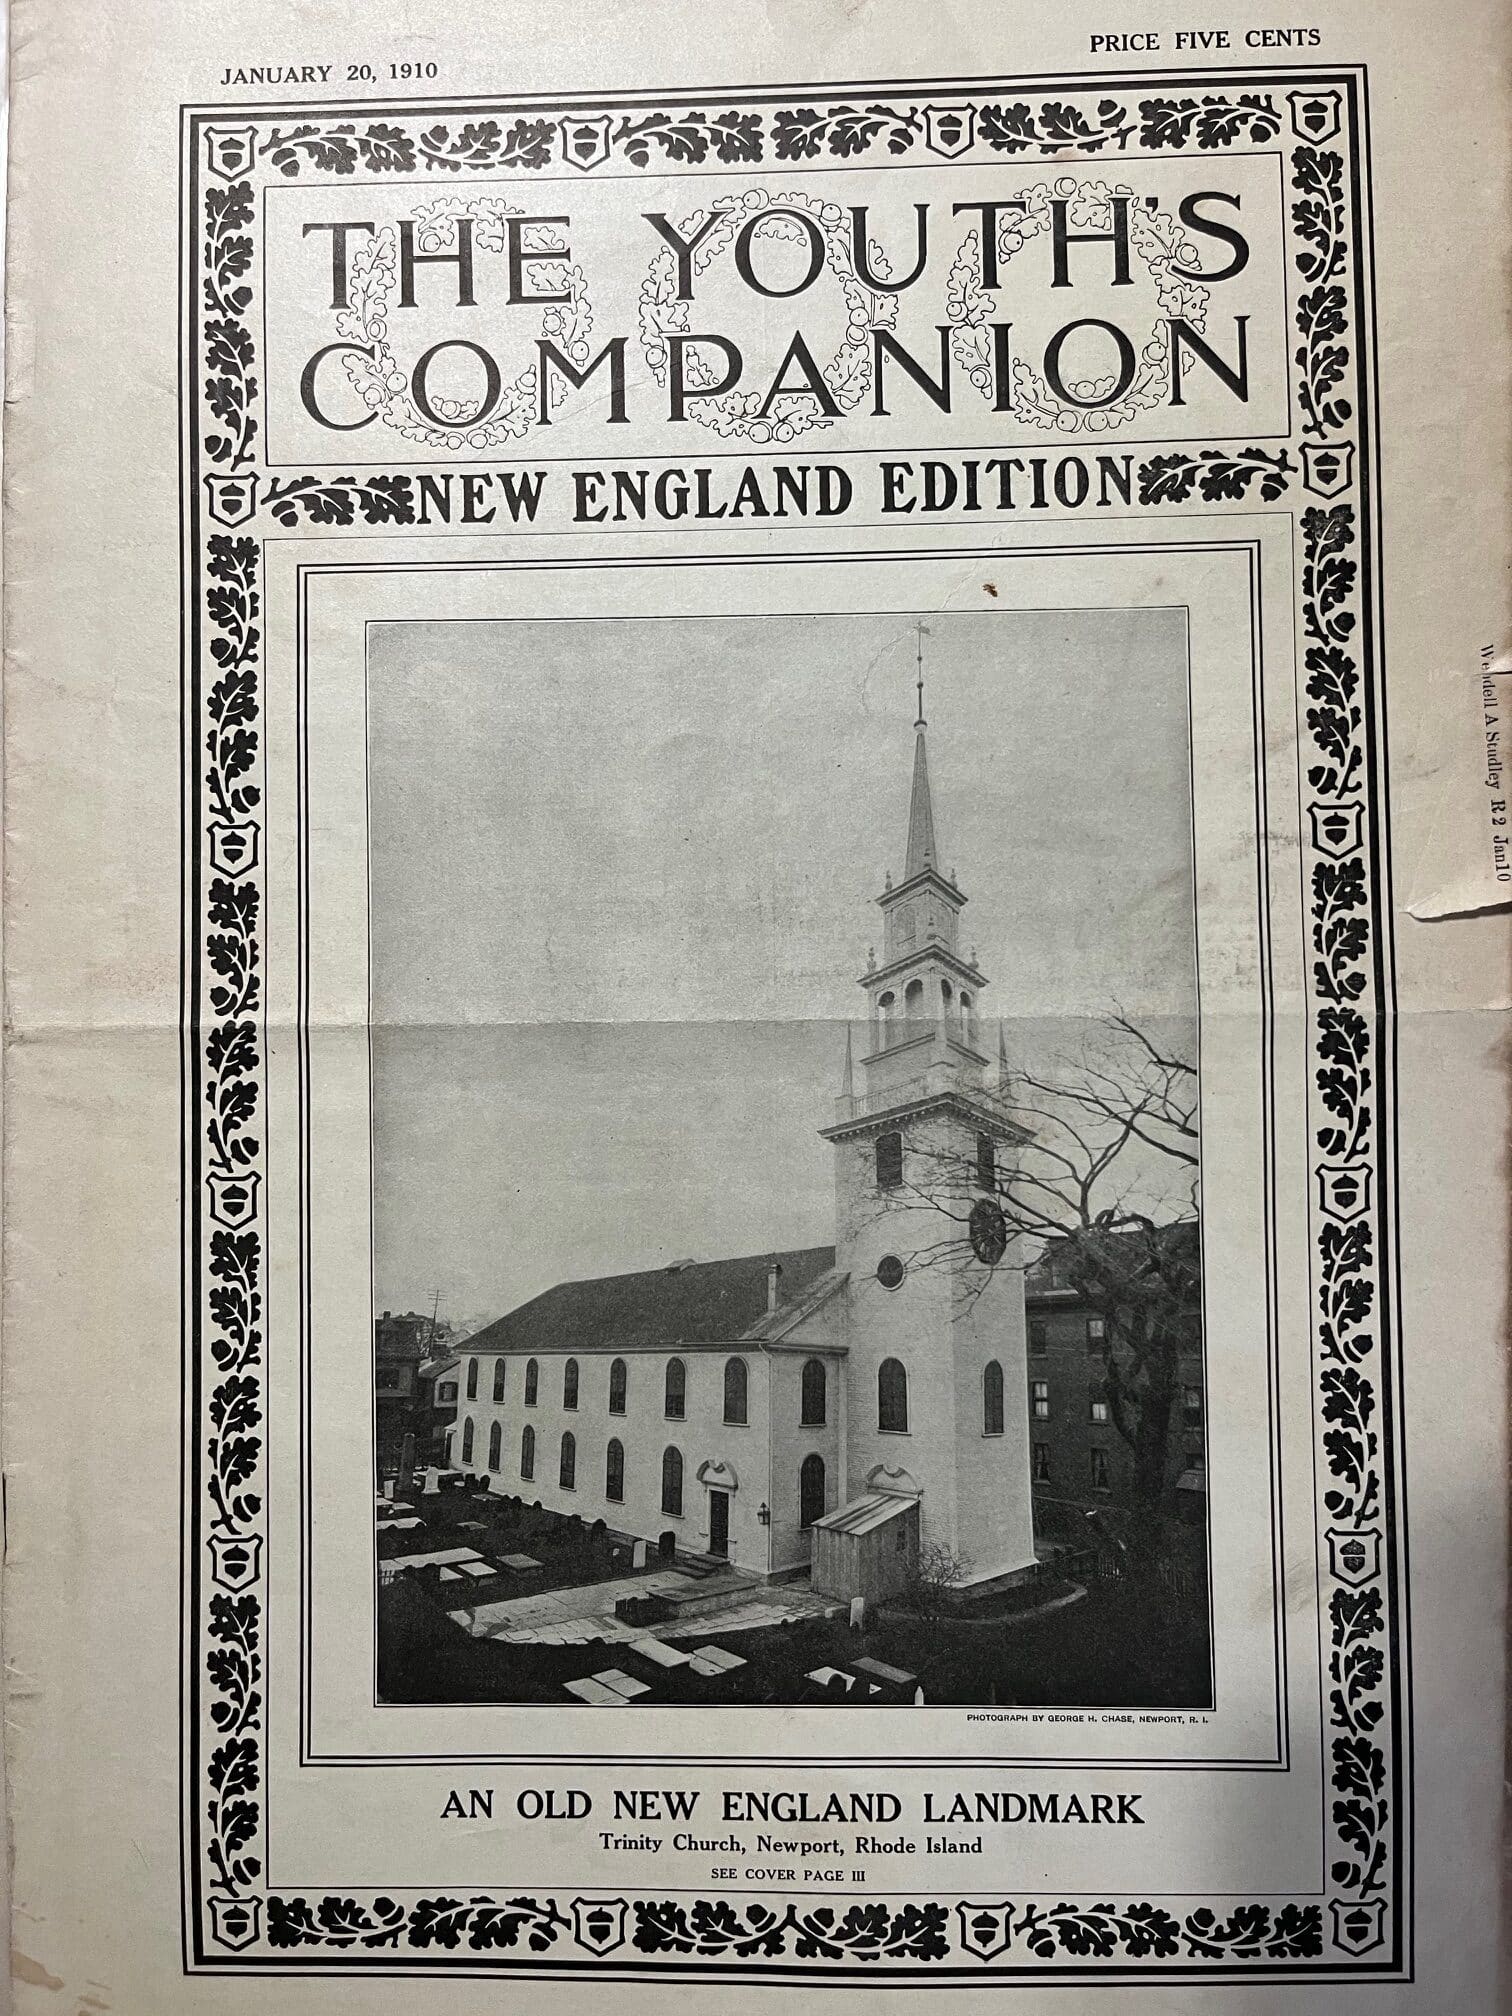 JANUARY 20, 1910
PRICE FIVE CENTS
THE YOUTH'S
COMPANION
NEW ENGLAND EDITION
Wendell A Studley R 2 Jan10
PHOTOGRAPH BY GEORGE H. CHASE, NEWPORT, R. I.
AN OLD NEW ENGLAND LANDMARK
Trinity Church, Newport, Rhode Island
SEE COVER PAGE III